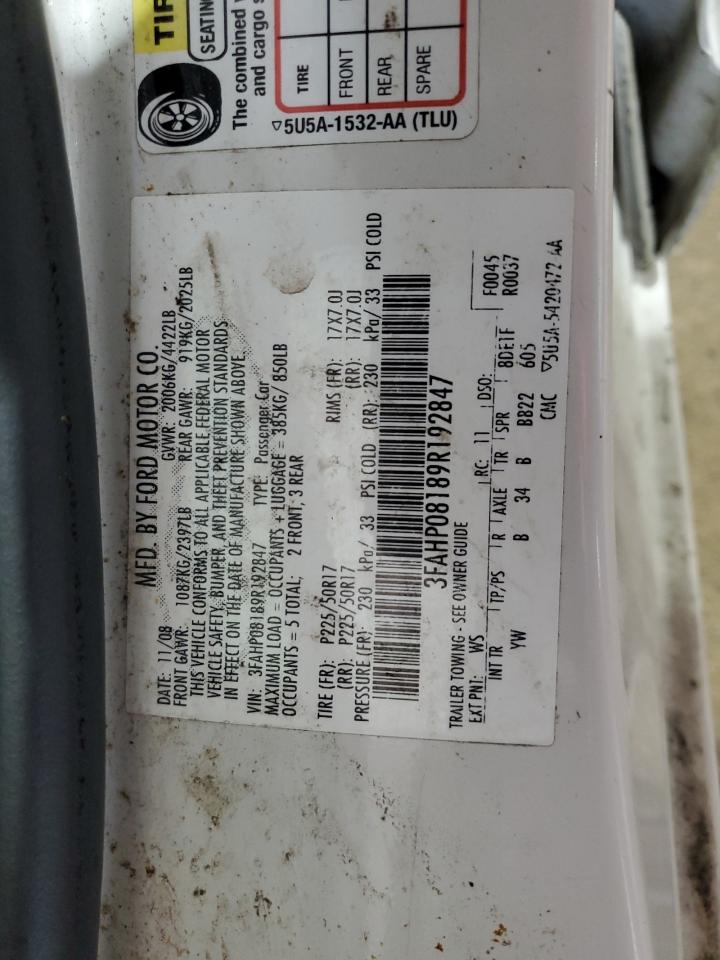 TIR
SEATIN
The combined
and cargo s
TIRE
FRONT
REAR
SPARE
▽5U5A-1532-AA (TLU)
MFD. BY FORD MOTOR CO.
DATE: 11/08 GVWR: 2006KG/4422LB
FRONT GAWR: 1087KG/2397LB REAR GAWR: 919KG/2025LB
THIS VEHICLE CONFORMS TO ALL APPLICABLE FEDERAL MOTOR
VEHICLE SAFETY, BUMPER, AND THEFT PREVENTION STANDARDS
IN EFFECT ON THE DATE OF MANUFACTURE SHOWN ABOVE.
VIN: 3FAHP08189R192847 TYPE: Passenger Car
MAXIMUM LOAD = OCCUPANTS + LUGGAGE = 385KG/ 850LB
OCCUPANTS = 5 TOTAL; 2 FRONT, 3 REAR
TIRE (FR): P225/50R17 RIMS (FR): 17X7.0J
(RR): P225/50R17 (RR): 17X7.0J
PRESSURE (FR) 230 kPa/ 33 PSI COLD (RR): 230 kPa/ 33 PSI COLD
3FAHP08189R192847
TRAILER TOWING - SEE OWNER GUIDE
EXT PNT: WS RC: 11 DSO: F0045
R0037
INT TR TP/PS R AXLE TR SPR 8DE1F
YW B 34 B BB22 605
CMC ▽5U5A-5420472 AA